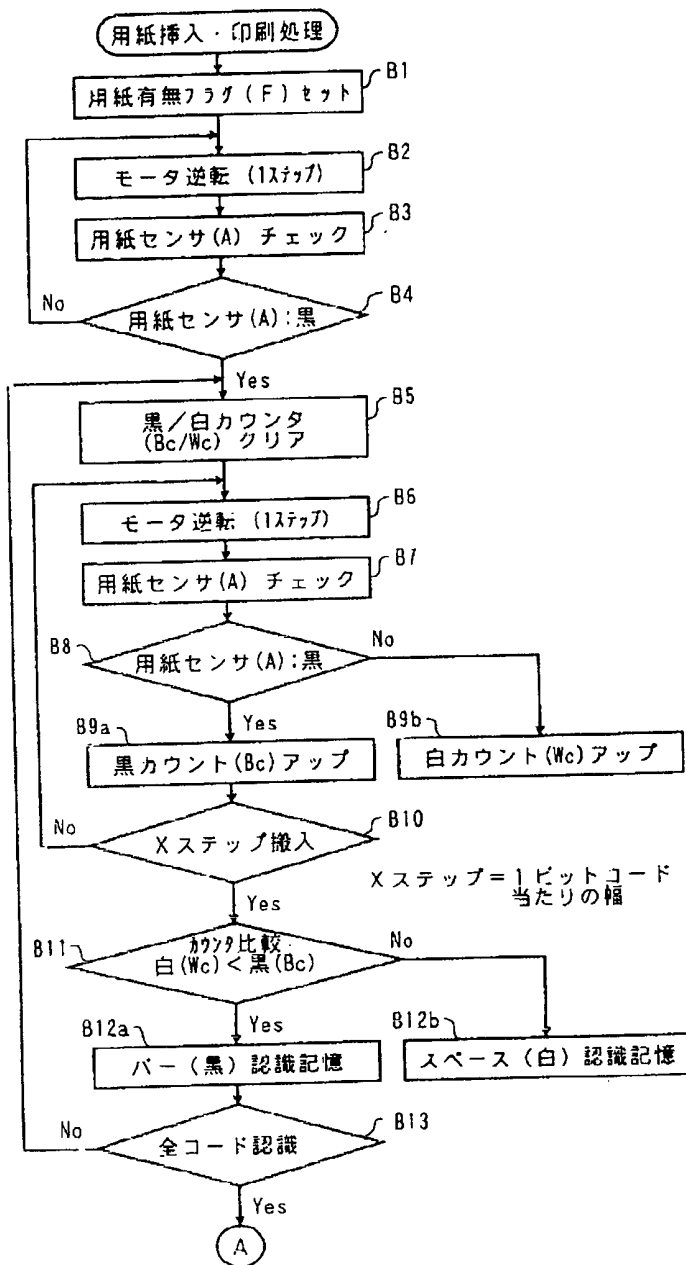 用紙挿入・印刷処理
B1
用紙有無フラグ(F)セット
B2
モータ逆転(1ステップ)
B3
用紙センサ(A) チェック
No
B4
用紙センサ(A):黒
Yes
B5
黒/白カウンタ
(Bc/Wc) クリア
B6
モータ逆転(1ステップ)
B7
用紙センサ(A) チェック
B8
用紙センサ(A):黒
No
Yes
B9a
黒カウント(Bc)アップ
B9b
白カウント(Wc)アップ
No
B10
Xステップ搬入
Xステップ=1ビットコード
当たりの幅
Yes
B11
カウンタ比較
白(Wc)<黒(Bc)
No
Yes
B12a
バー(黒)認識記憶
B12b
スペース(白)認識記憶
No
B13
全コード認識
Yes
A